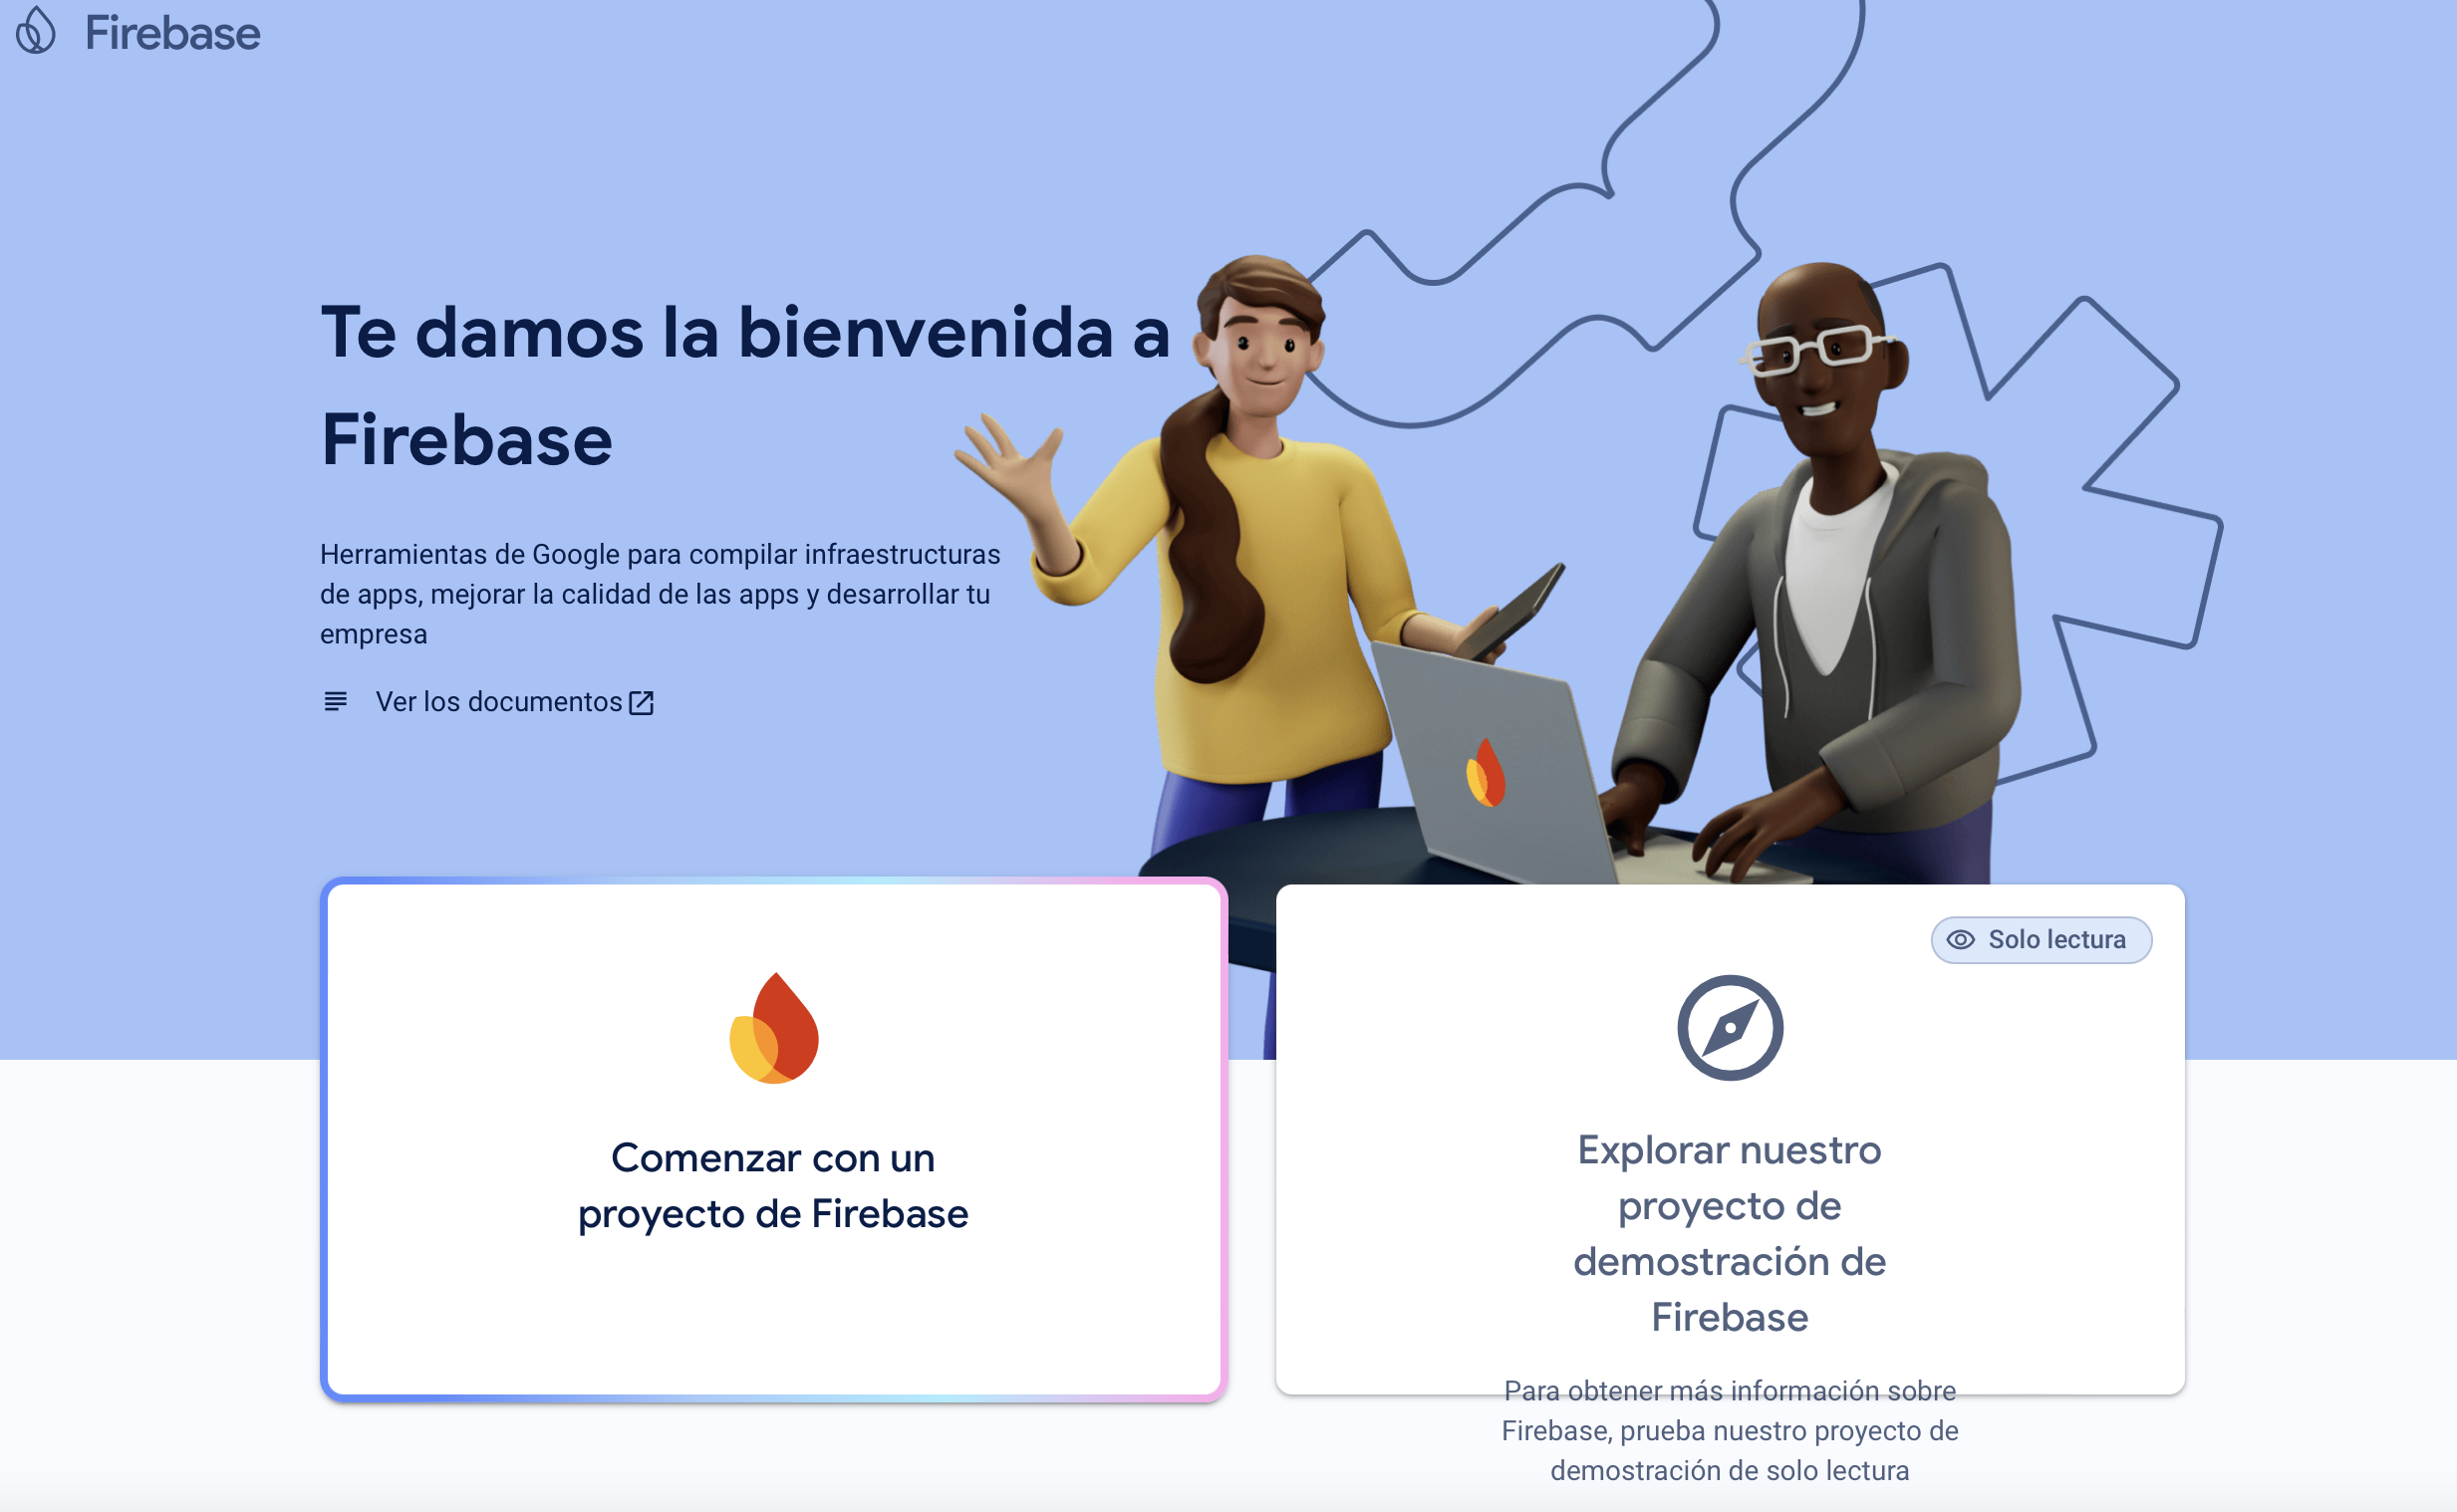 Firebase
Te damos la bienvenida a
Firebase
Herramientas de Google para compilar infraestructuras
de apps, mejorar la calidad de las apps y desarrollar tu
empresa
Ver los documentos
Comenzar con un
proyecto de Firebase
Solo lectura
Explorar nuestro
proyecto de
demostración de
Firebase
Para obtener más información sobre
Firebase, prueba nuestro proyecto de
demostración de solo lectura